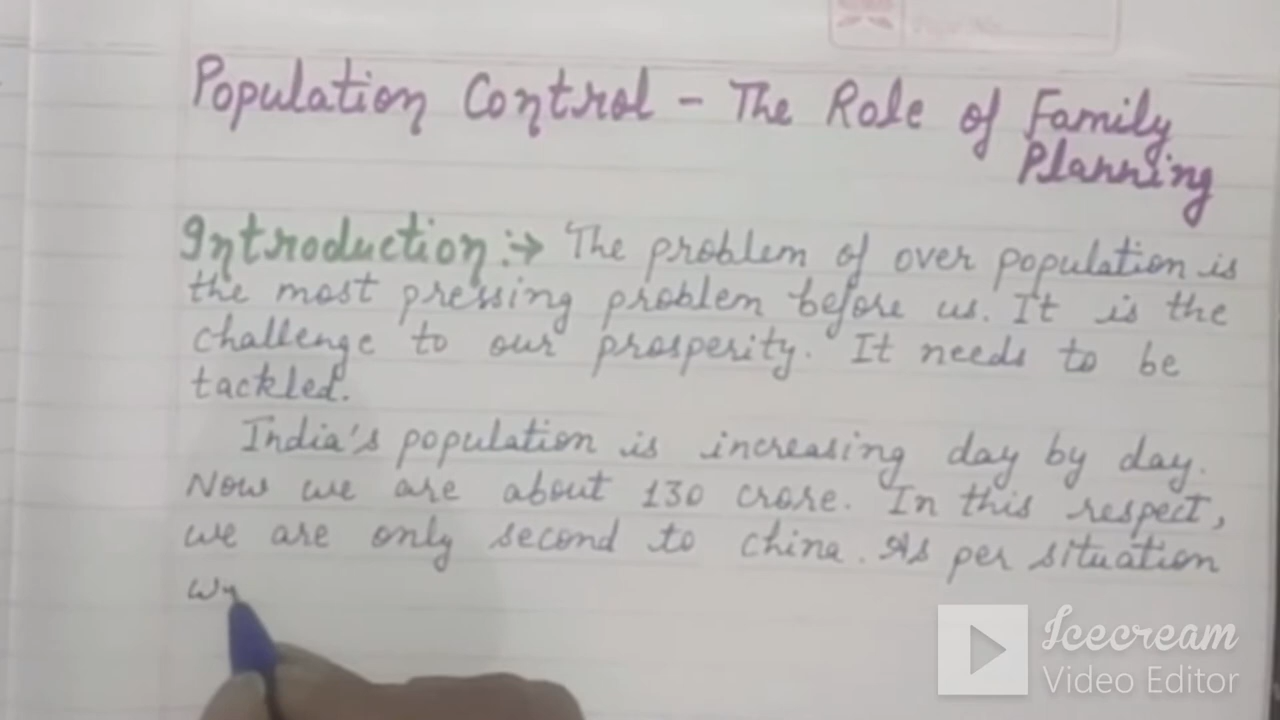 Population Control - The Role of Family
Planning
Introduction:→ The problem of over population is
the most pressing problem before us. It is the
challenge to our prosperity. It needs to be
tackled.
India's population is increasing day by day.
Now we are about 130 crore. In this respect,
we are only second to china. As per situation
Icecream
Video Editor